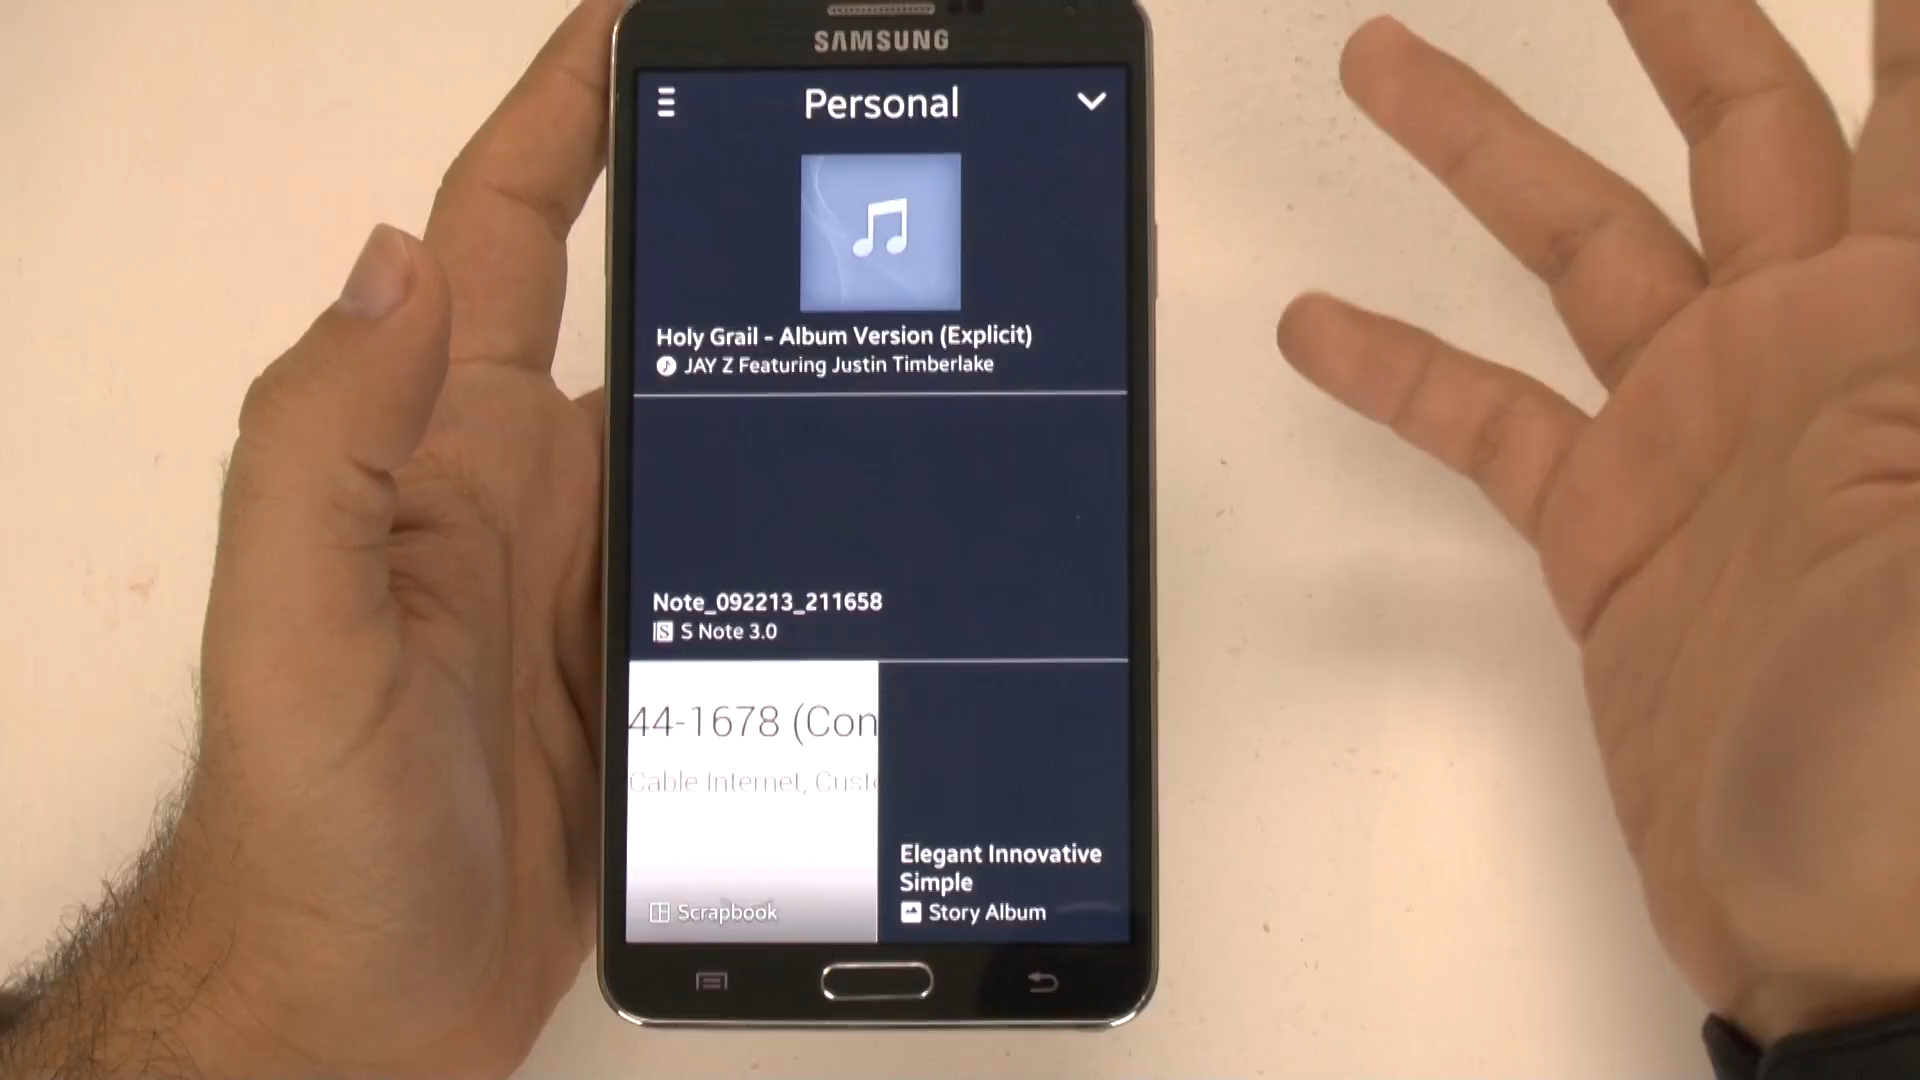 SAMSUNG
Personal
Holy Grail - Album Version (Explicit)
JAY Z Featuring Justin Timberlake
Note_092213_211658
S Note 3.0
44-1678 (Con
Cable Internet, Custo
Scrapbook
Elegant Innovative
Simple
Story Album